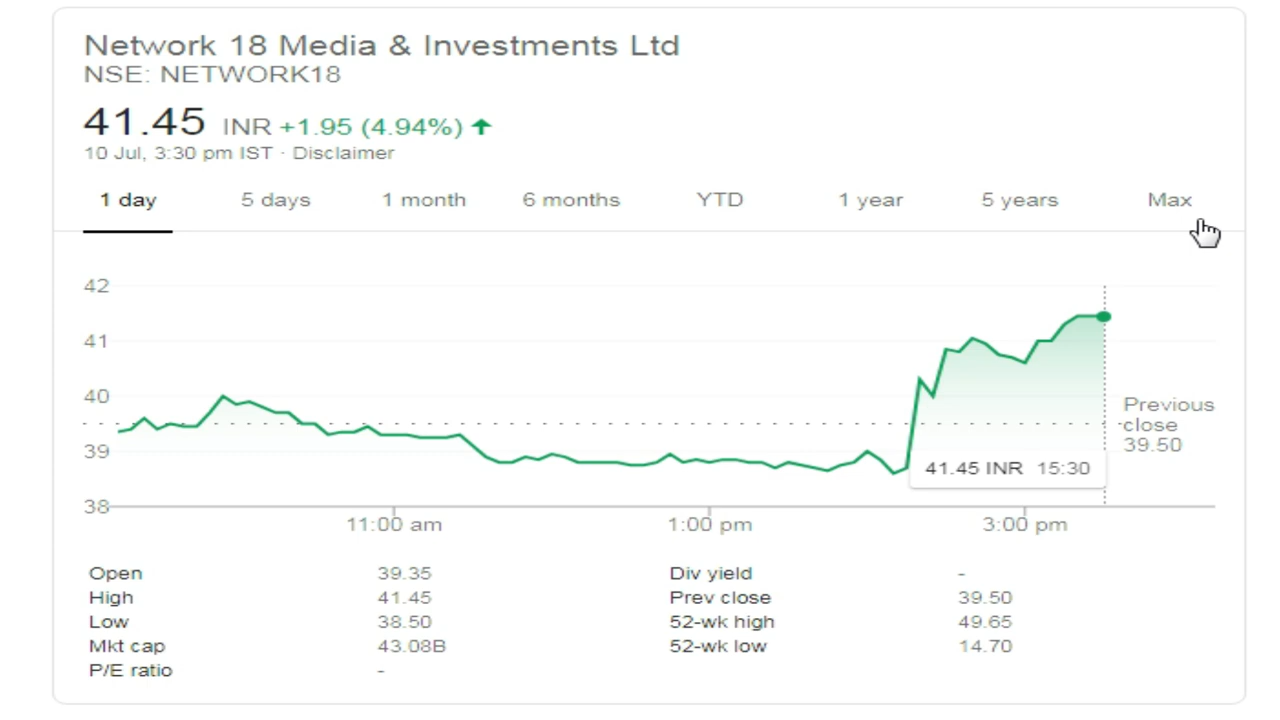 Network 18 Media & Investments Ltd
NSE: NETWORK18
41.45 INR +1.95 (4.94%)
10 Jul, 3:30 pm IST · Disclaimer
1 day 5 days 1 month 6 months YTD 1 year 5 years Max
42
41
40
39
38
Previous
close
39.50
41.45 INR 15:30
11:00 am 1:00 pm 3:00 pm
Open 39.35 Div yield -
High 41.45 Prev close 39.50
Low 38.50 52-wk high 49.65
Mkt cap 43.08B 52-wk low 14.70
P/E ratio -